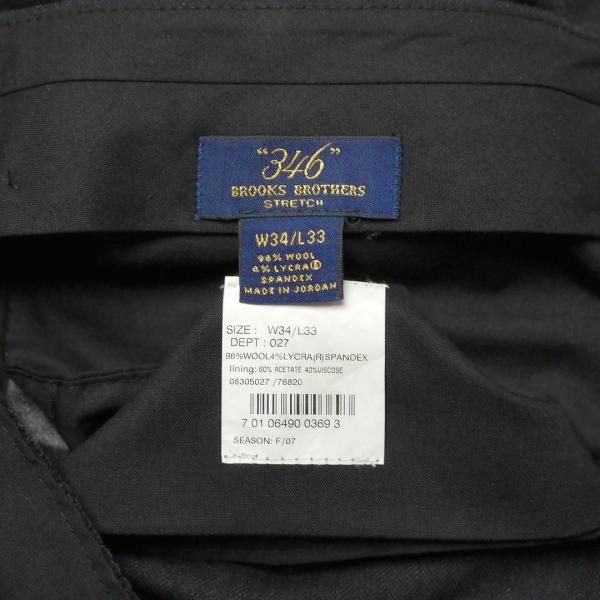 "346"
BROOKS BROTHERS
STRETCH
W34/L33
96% WOOL
4% LYCRA®
SPANDEX
MADE IN JORDAN
SIZE : W34/L33
DEPT : 027
96%WOOL4%LYCRA(R)SPANDEX
lining: 60% ACETATE 40%VISCOSE
08305027 /76820
7 01 06490 0369 3
SEASON: F/07